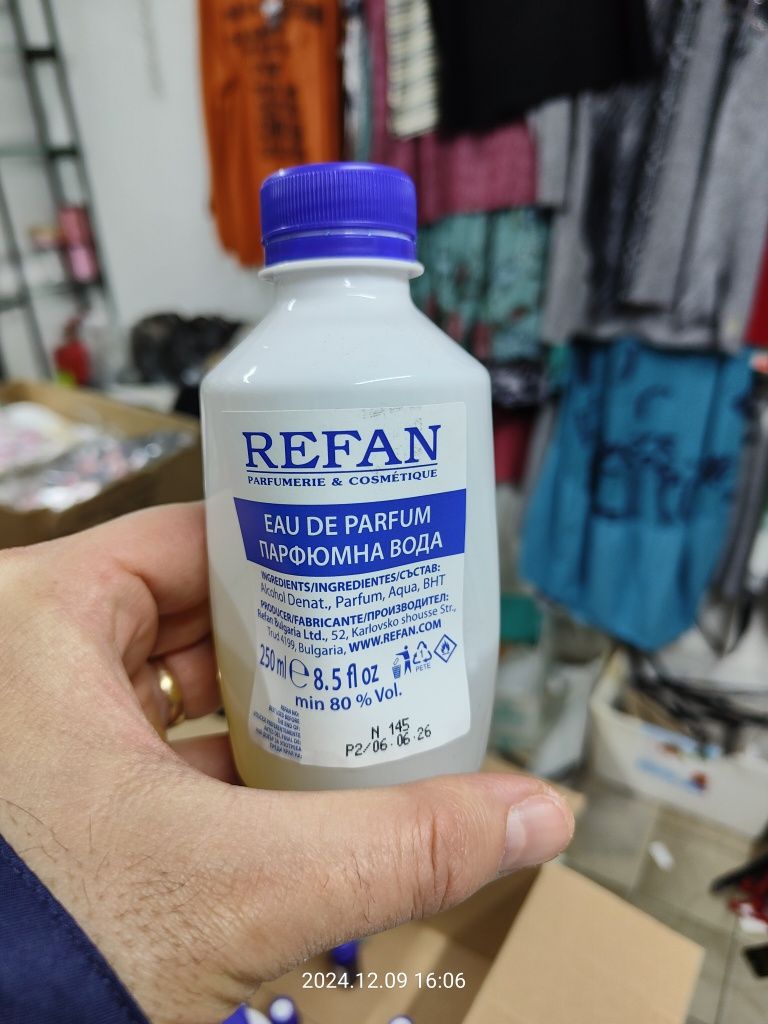 REFAN
PARFUMERIE & COSMÉTIQUE
EAU DE PARFUM
ПАРФЮМНА ВОДА
INGREDIENTS/INGREDIENTES/СЪСТАВ:
Alcohol Denat., Parfum, Aqua, BHT
PRODUCER/FABRICANTE/ПРОИЗВОДИТЕЛ:
Refan Bulgaria Ltd., 52, Karlovsko shousse Str.,
Trud 4199, Bulgaria, WWW.REFAN.COM
250 ml e 8.5 fl oz
1
PETE
min 80 % Vol.
N 145
P2/06.06.26
2024.12.09 16:06